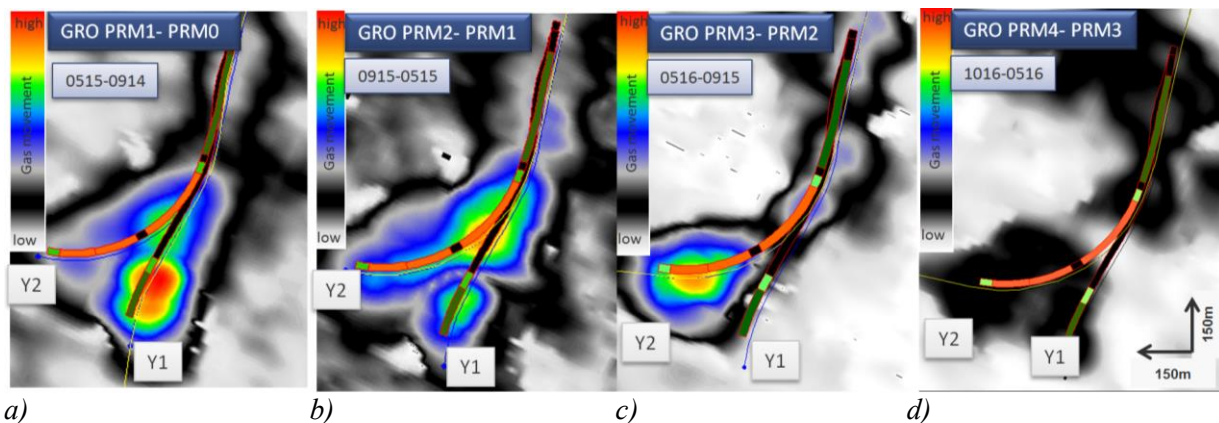 high
GRO PRM1- PRM0
0515-0914
Gas movement
low
Y2
Y1
a)
high
GRO PRM2- PRM1
0915-0515
Gas movement
low
Y2
Y1
b)
high
GRO PRM3- PRM2
0516-0915
Gas movement
low
Y2
Y1
c)
high
GRO PRM4- PRM3
1016-0516
Gas movement
low
Y2
Y1
150m
150m
d)